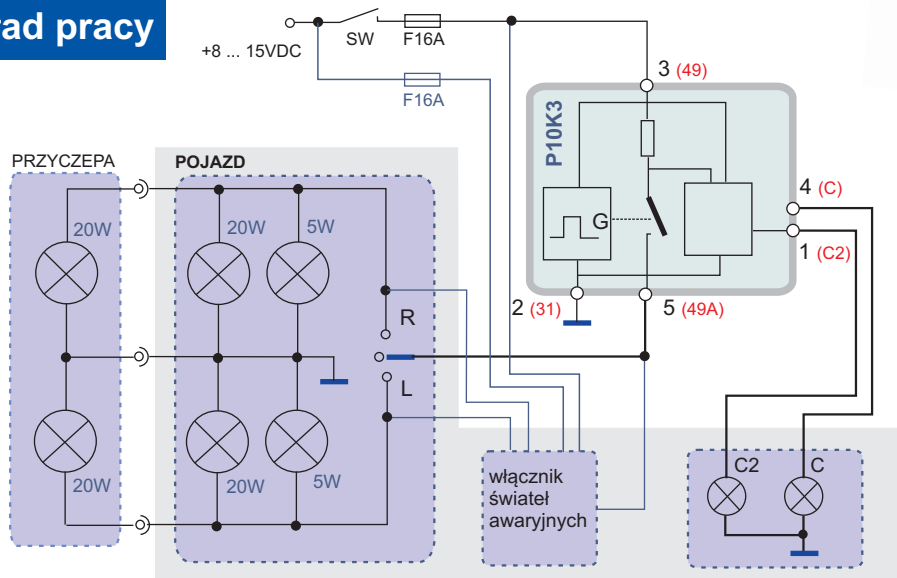 ad pracy
+8 ... 15VDC
SW
F16A
F16A
3 (49)
P10K3
G
4 (C)
1 (C2)
2 (31)
5 (49A)
PRZYCZEPA
POJAZD
20W
20W
5W
R
L
20W
20W
5W
włącznik
świateł
awaryjnych
C2
C